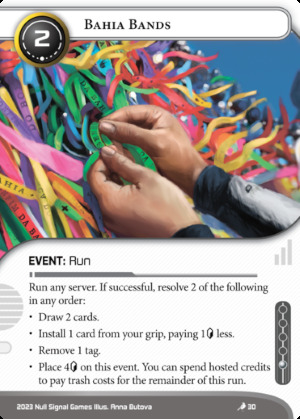 2
Bahia Bands
BAHIA
EVENT: Run
Run any server. If successful, resolve 2 of the following
in any order:
• Draw 2 cards.
• Install 1 card from your grip, paying 1 less.
• Remove 1 tag.
• Place 4 on this event. You can spend hosted credits
to pay trash costs for the remainder of this run.
2023 Null Signal Games Illus. Anna Butova
30